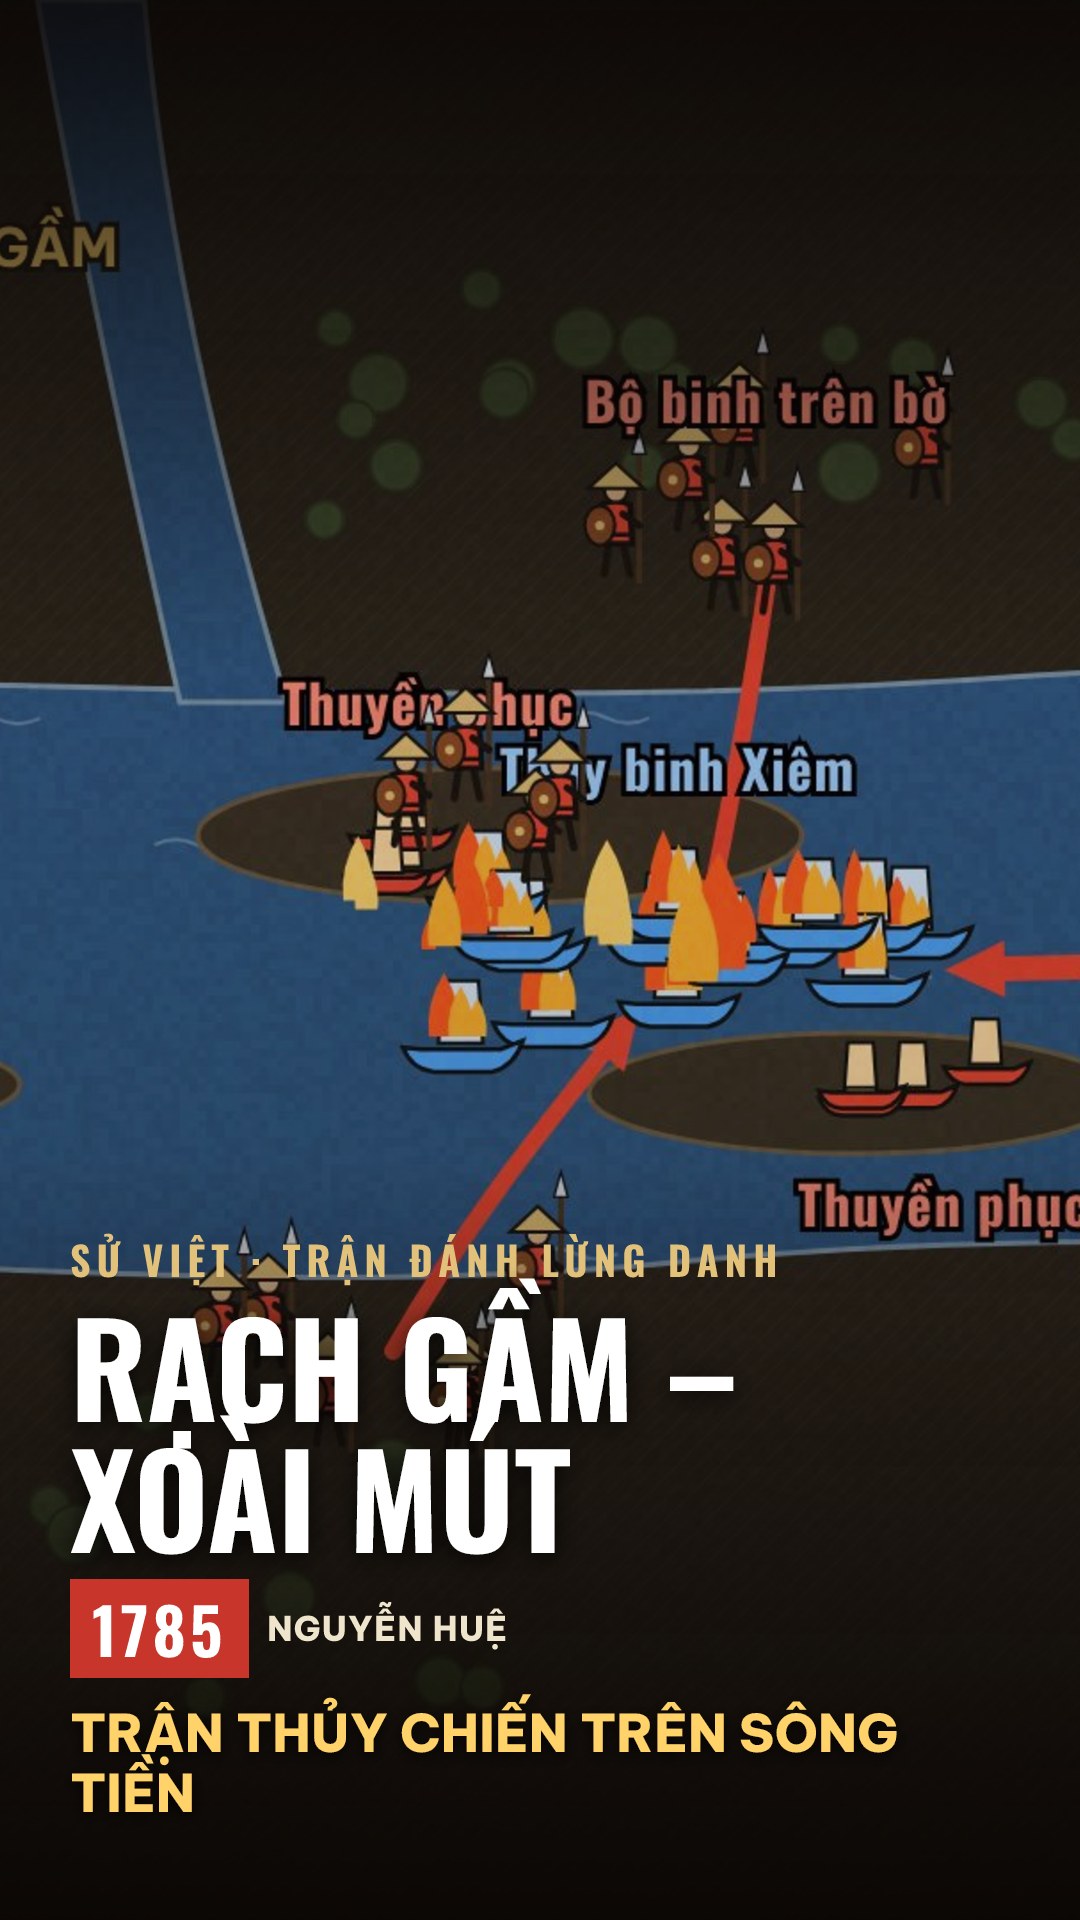 GẦM
Bộ binh trên bờ
Thuyền phục
Thủy binh Xiêm
Thuyền phục
SỬ VIỆT · TRẬN ĐÁNH LỪNG DANH
RẠCH GẦM –
XOÀI MÚT
1785 NGUYỄN HUỆ
TRẬN THỦY CHIẾN TRÊN SÔNG
TIỀN